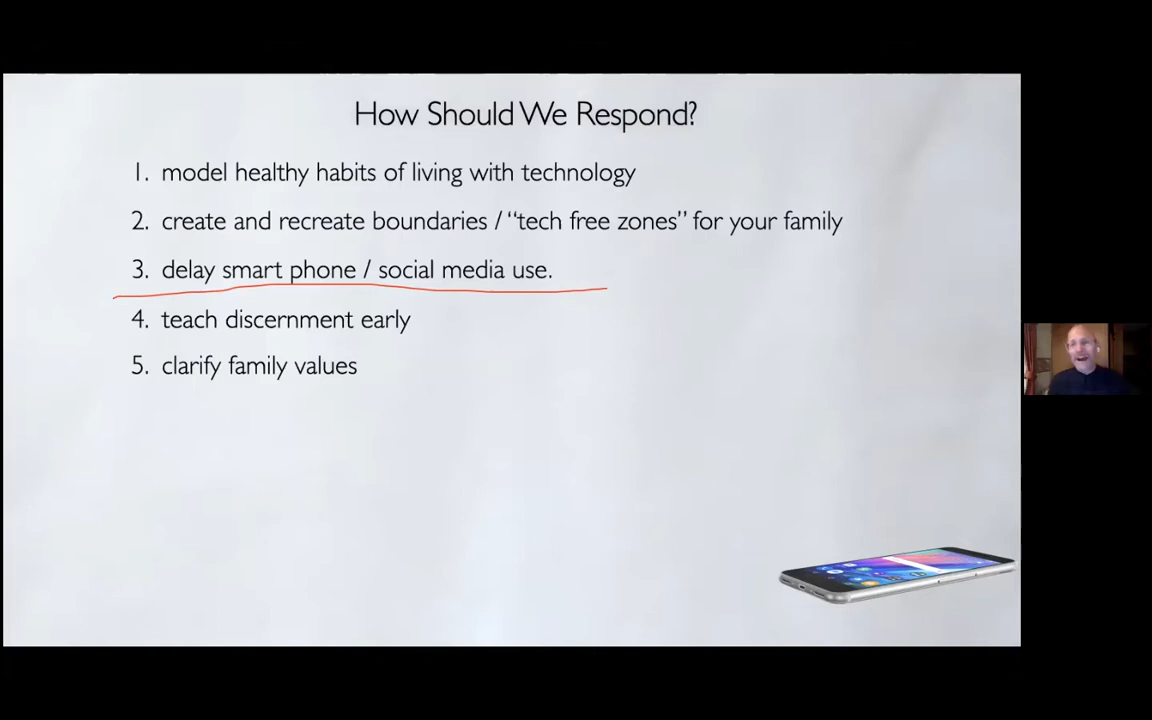 How Should We Respond?
1. model healthy habits of living with technology
2. create and recreate boundaries / “tech free zones” for your family
3. delay smart phone / social media use.
4. teach discernment early
5. clarify family values